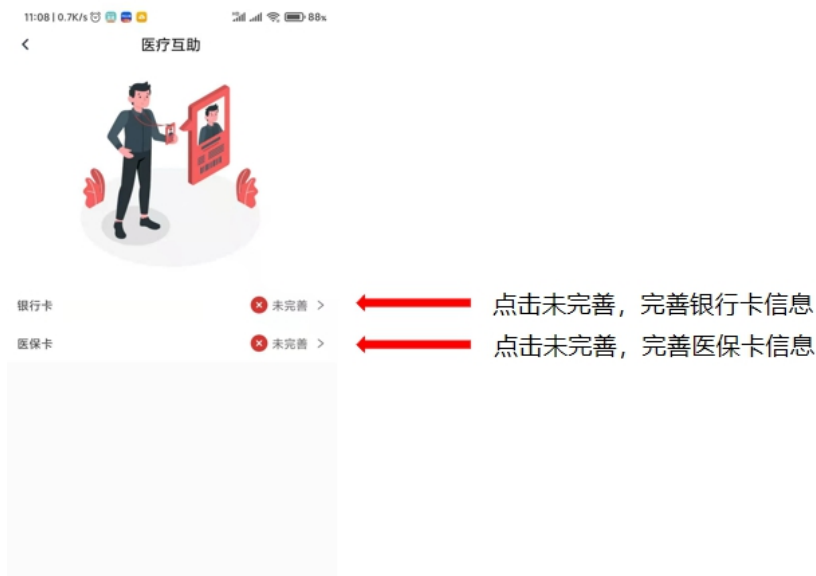 11:08 | 0.7K/s 88%
医疗互助
银行卡 未完善
点击未完善，完善银行卡信息
医保卡 未完善
点击未完善，完善医保卡信息